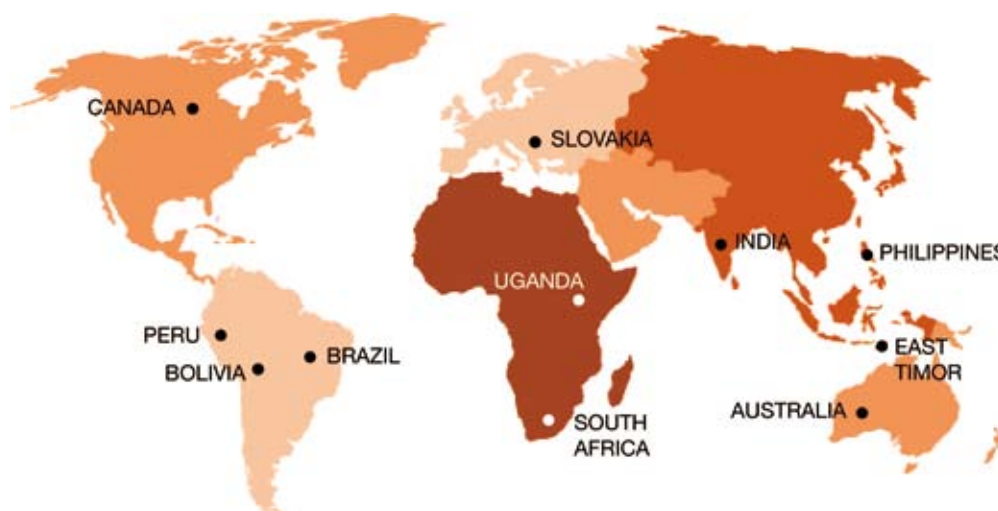 CANADA
SLOVAKIA
INDIA
PHILIPPINES
UGANDA
PERU
BRAZIL
BOLIVIA
EAST
TIMOR
AUSTRALIA
SOUTH
AFRICA